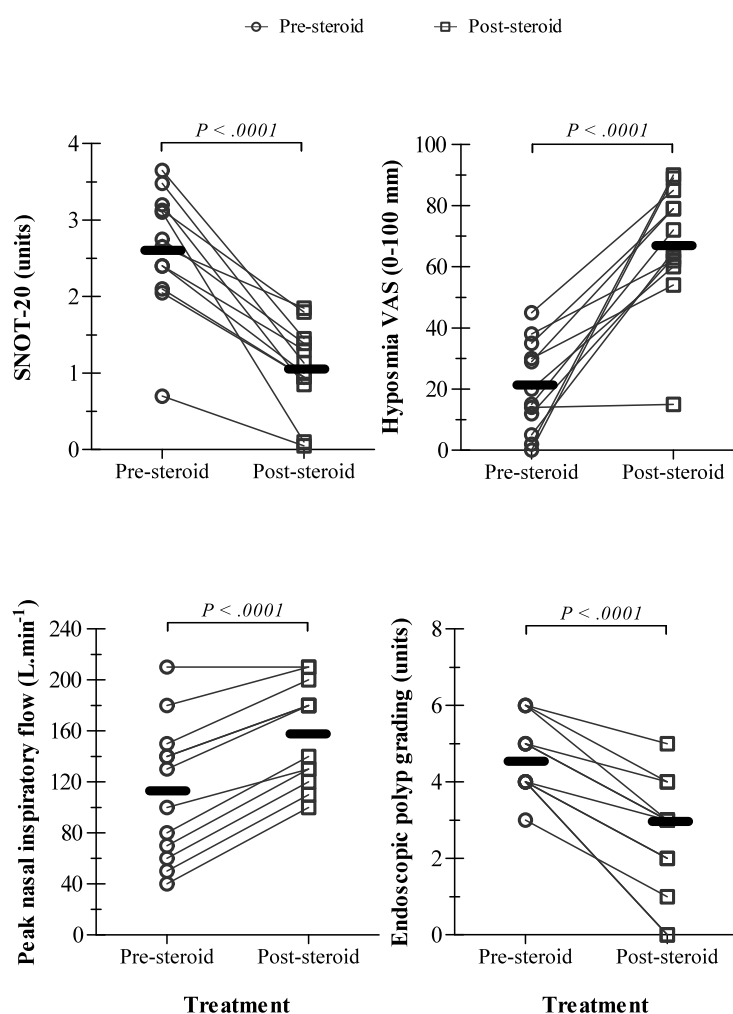 Pre-steroid Post-steroid
P < .0001
SNOT-20 (units)
4
3
2
1
0
Pre-steroid Post-steroid
P < .0001
Hyposmia VAS (0-100 mm)
100
80
60
40
20
0
Pre-steroid Post-steroid
P < .0001
Peak nasal inspiratory flow (L.min⁻¹)
240
200
160
120
80
40
0
Pre-steroid Post-steroid
Treatment
P < .0001
Endoscopic polyp grading (units)
8
6
4
2
0
Pre-steroid Post-steroid
Treatment